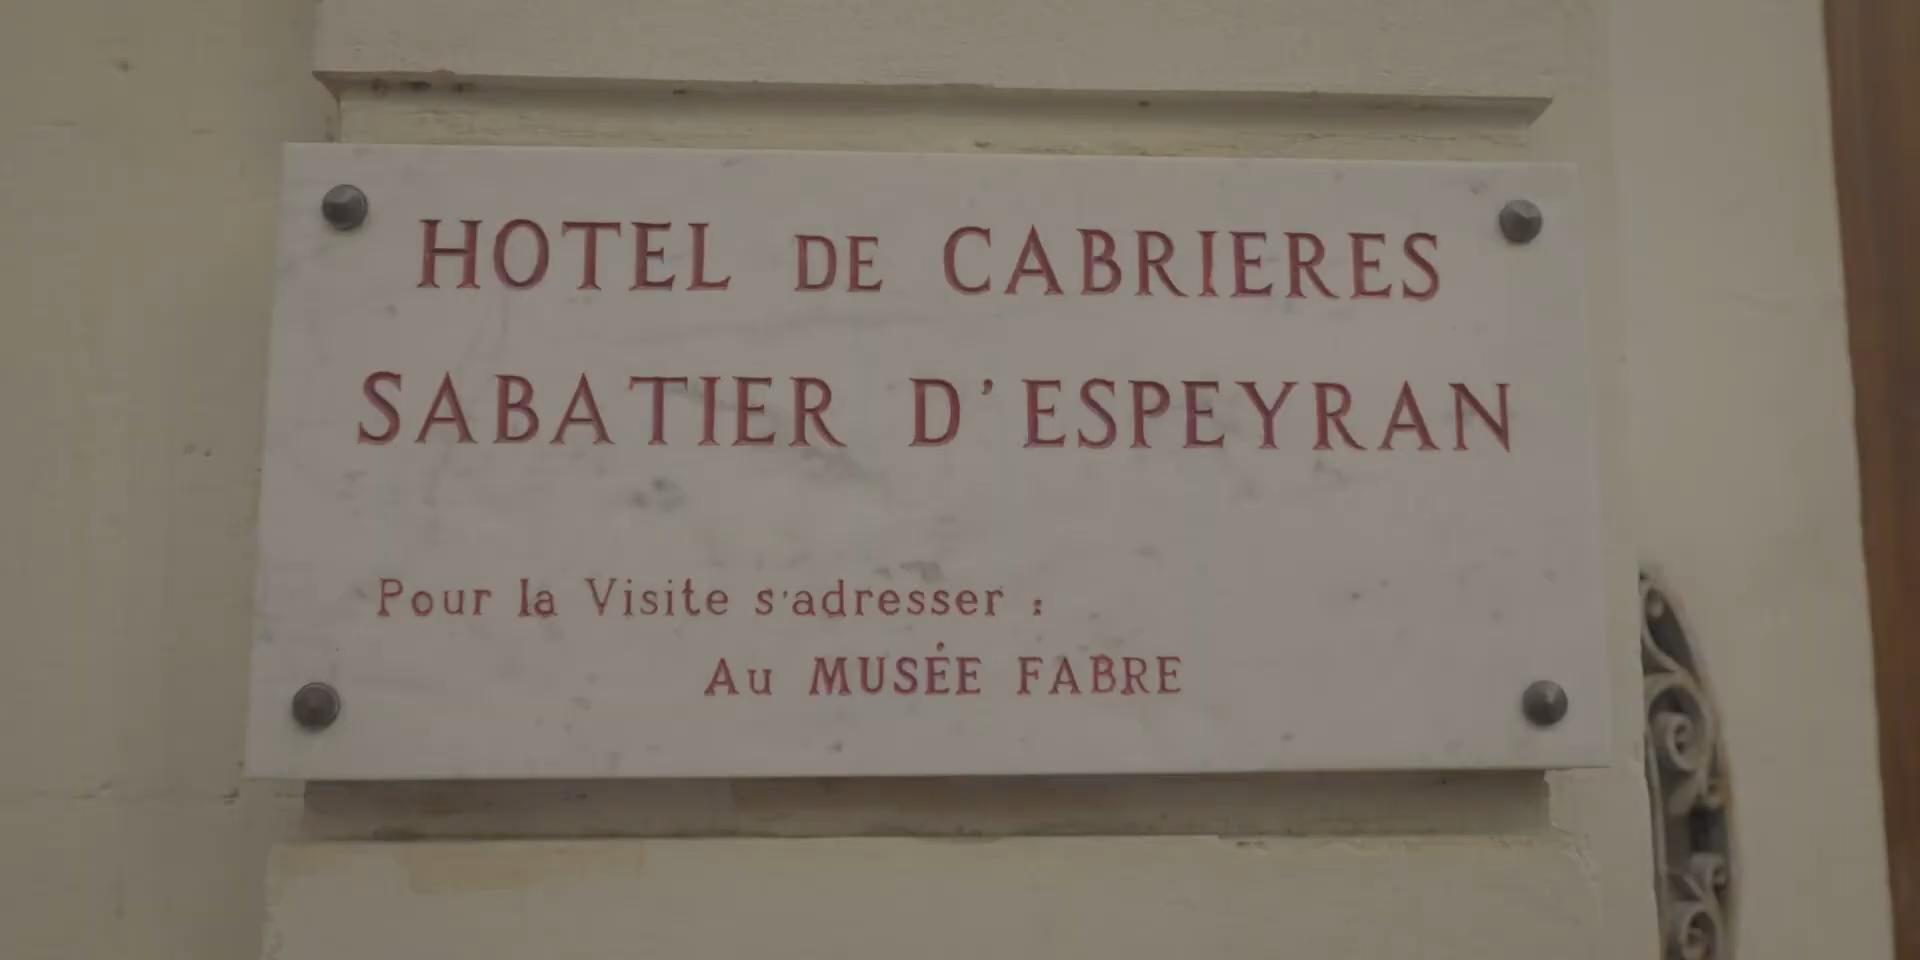 HOTEL DE CABRIERES
SABATIER D'ESPEYRAN
Pour la Visite s'adresser :
Au MUSÉE FABRE